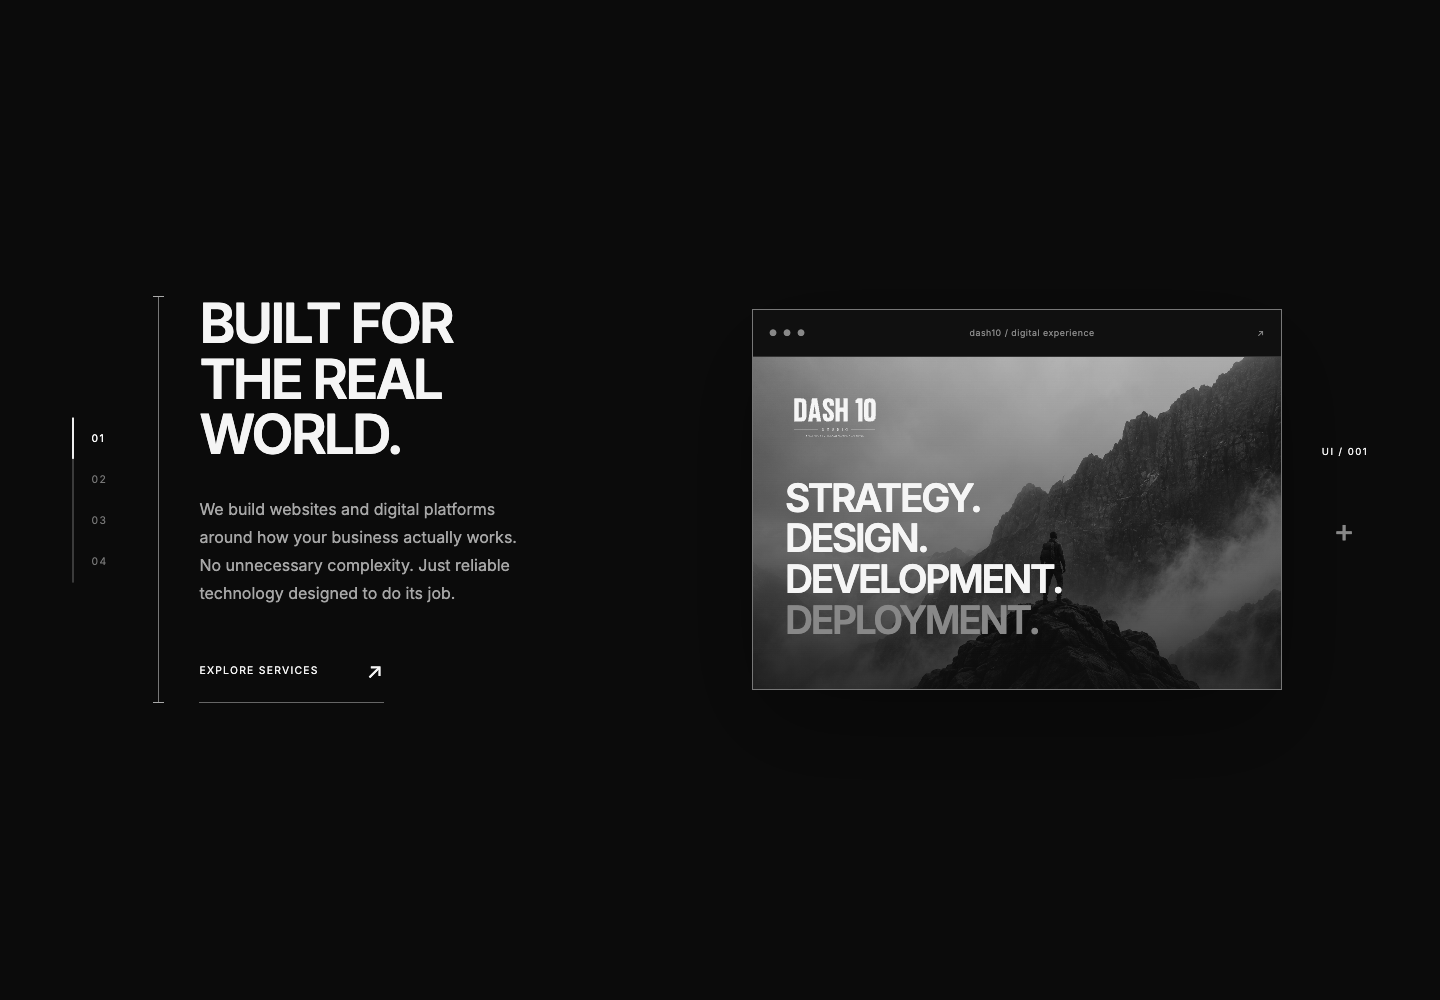 01
02
03
04
BUILT FOR
THE REAL
WORLD.
We build websites and digital platforms
around how your business actually works.
No unnecessary complexity. Just reliable
technology designed to do its job.
EXPLORE SERVICES
dash10 / digital experience
DASH 10
STUDIO
STRATEGY.
DESIGN.
DEVELOPMENT.
DEPLOYMENT.
UI / 001